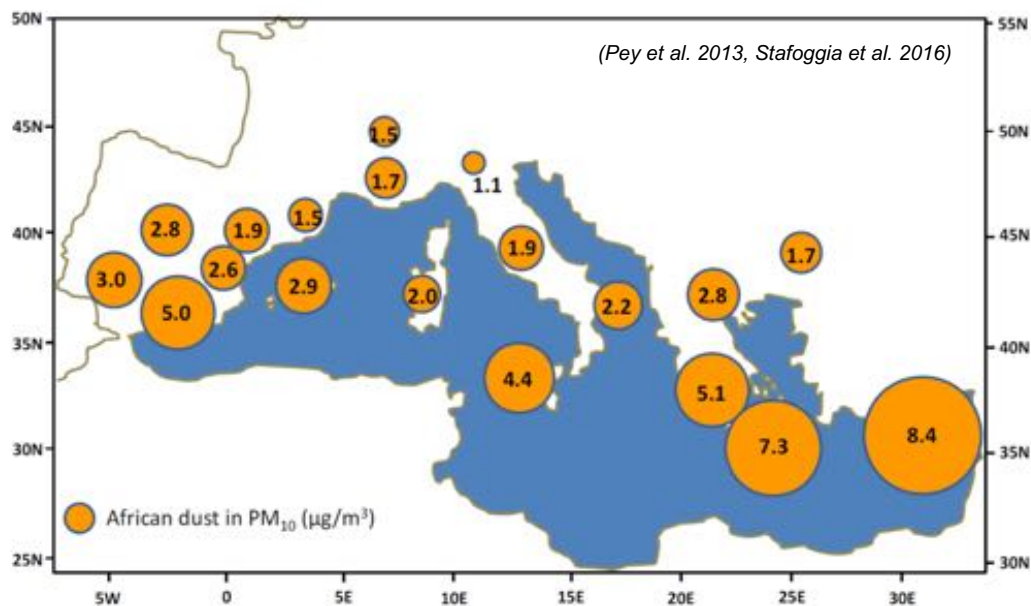 50N
55N
(Pey et al. 2013, Stafoggia et al. 2016)
45N
50N
1.5
1.7
1.1
40N
45N
2.8
1.9
1.5
1.9
1.7
3.0
2.6
2.9
2.0
2.2
2.8
5.0
35N
40N
4.4
5.1
30N
35N
7.3
8.4
African dust in PM₁₀ (µg/m³)
25N
30N
5W 0 5E 10E 15E 20E 25E 30E